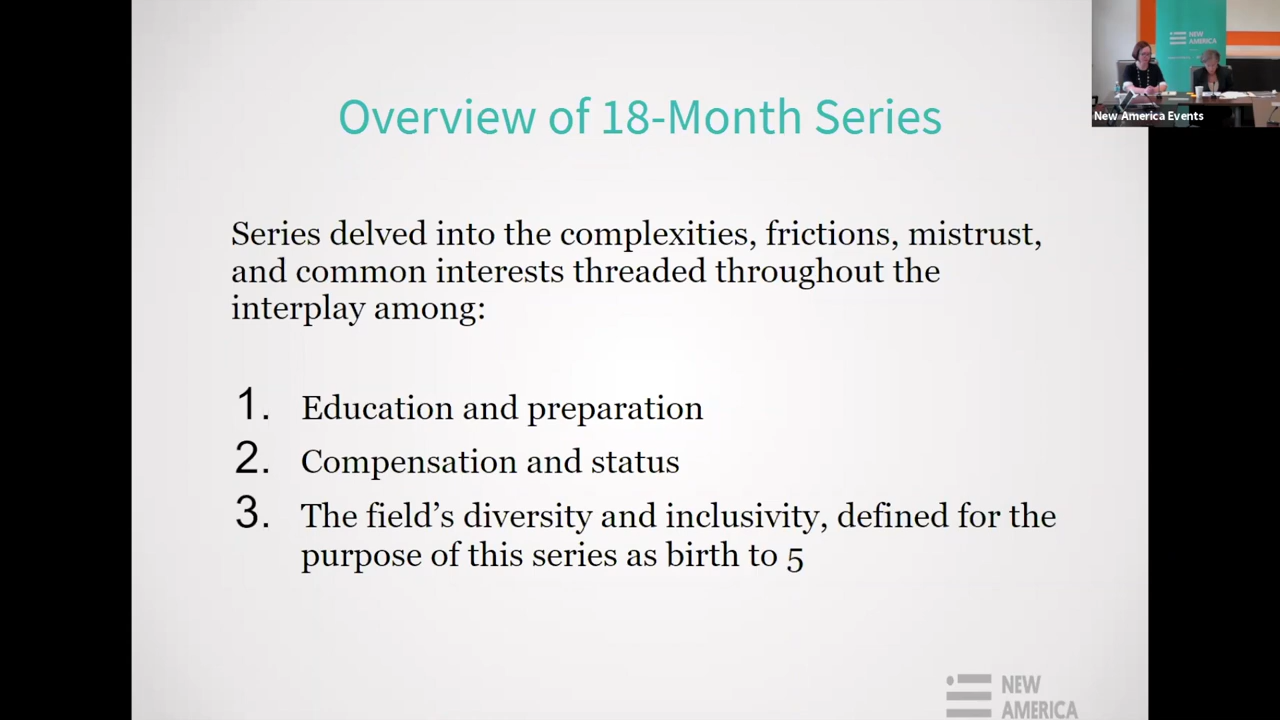 Overview of 18-Month Series
Series delved into the complexities, frictions, mistrust,
and common interests threaded throughout the
interplay among:
1. Education and preparation
2. Compensation and status
3. The field's diversity and inclusivity, defined for the
purpose of this series as birth to 5
NEW
AMERICA
NEW
AMERICA
New America Events